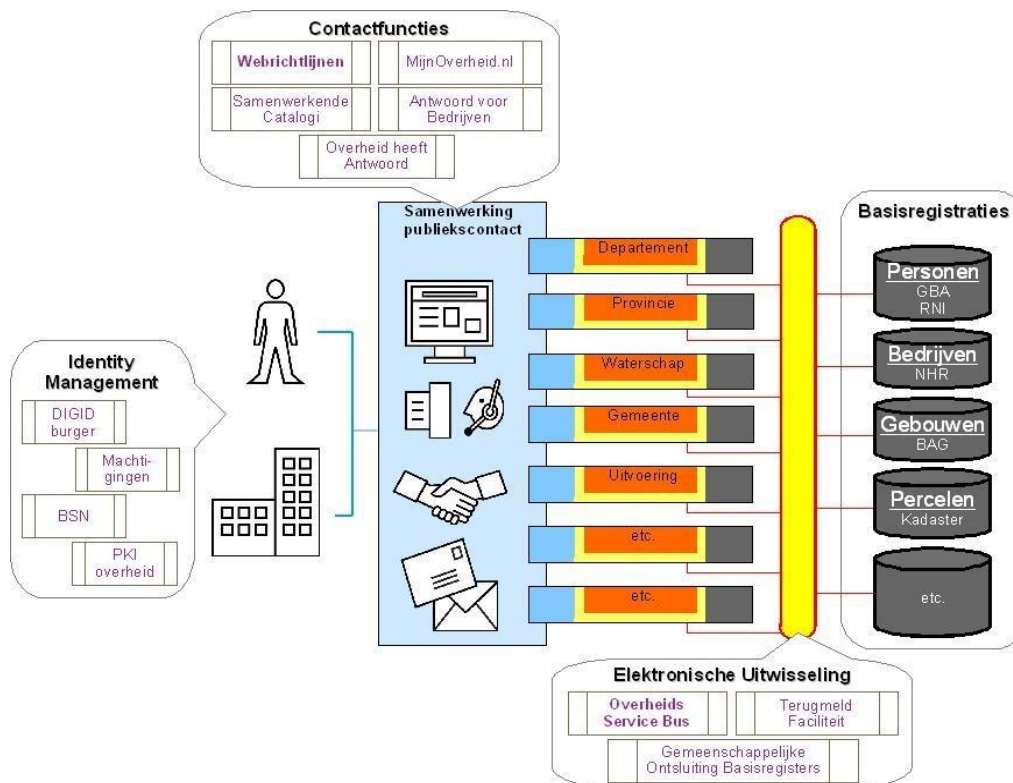 Contactfuncties
Webrichtlijnen
MijnOverheid.nl
Samenwerkende
Catalogi
Antwoord voor
Bedrijven
Overheid heeft
Antwoord
Samenwerking
publiekscontact
Identity
Management
DIGID
burger
Machti-
gingen
BSN
PKI
overheid
Departement
Provincie
Waterschap
Gemeente
Uitvoering
etc.
etc.
Basisregistraties
Personen
GBA
RNI
Bedrijven
NHR
Gebouwen
BAG
Percelen
Kadaster
etc.
Elektronische Uitwisseling
Overheids
Service Bus
Terugmeld
Faciliteit
Gemeenschappelijke
Ontsluiting Basisregisters